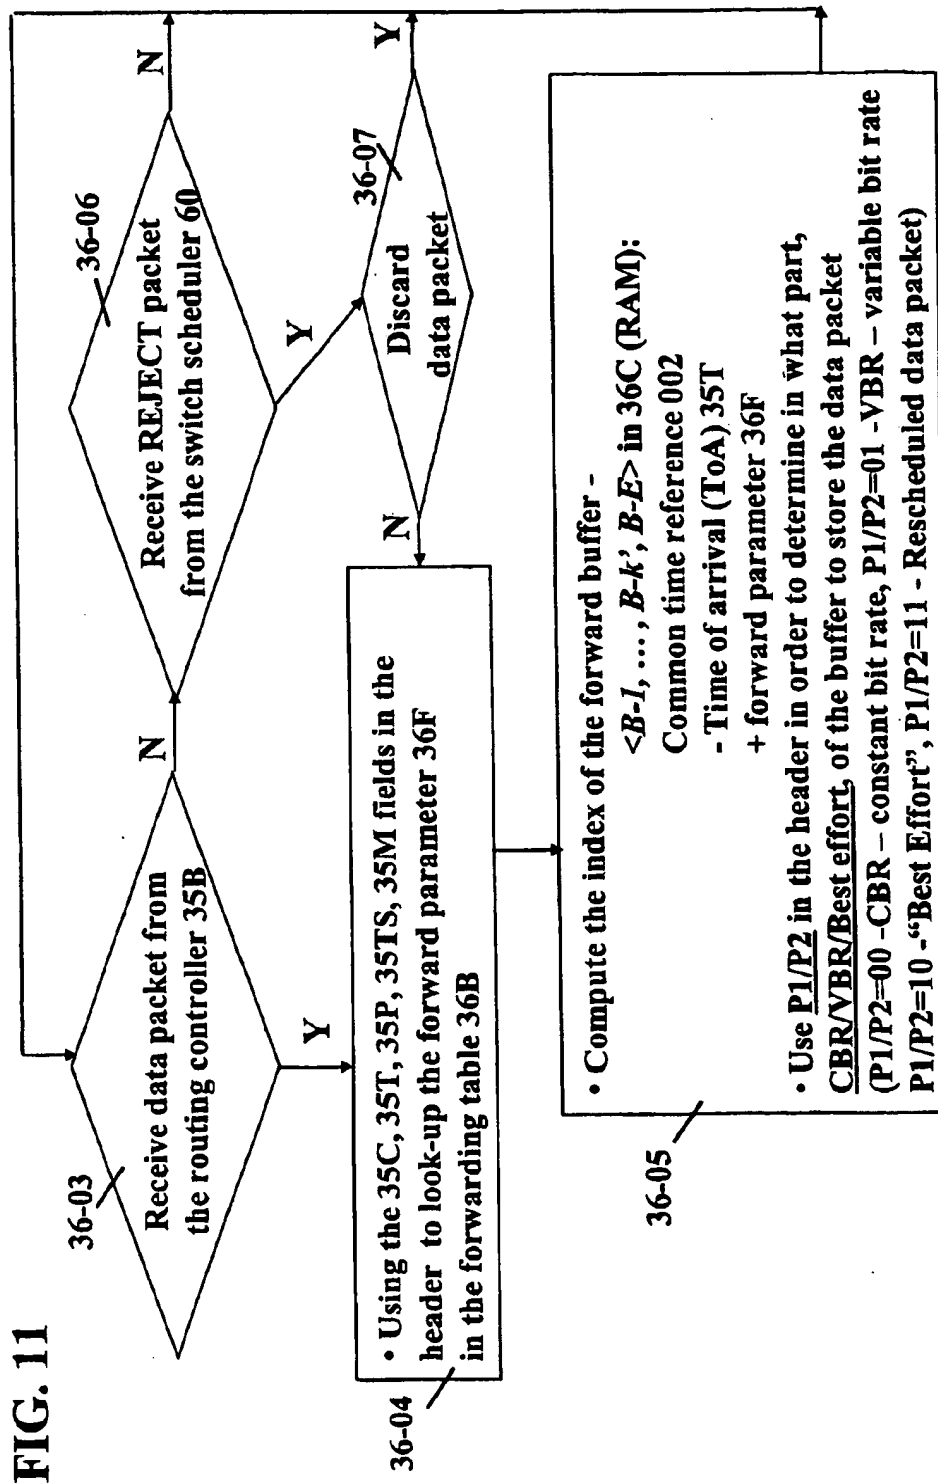 FIG. 11
36-03
Receive data packet from
the routing controller 35B
N
Y
36-06
Receive REJECT packet
from the switch scheduler 60
N
Y
36-07
Discard
data packet
Y
N
36-04
• Using the 35C, 35T, 35P, 35TS, 35M fields in the
header to look-up the forward parameter 36F
in the forwarding table 36B
36-05
• Compute the index of the forward buffer -
<B-1, ..., B-k', B-E> in 36C (RAM):
Common time reference 002
- Time of arrival (ToA) 35T
+ forward parameter 36F
• Use P1/P2 in the header in order to determine in what part,
CBR/VBR/Best effort, of the buffer to store the data packet
(P1/P2=00 -CBR – constant bit rate, P1/P2=01 -VBR – variable bit rate
P1/P2=10 -“Best Effort”, P1/P2=11 - Rescheduled data packet)